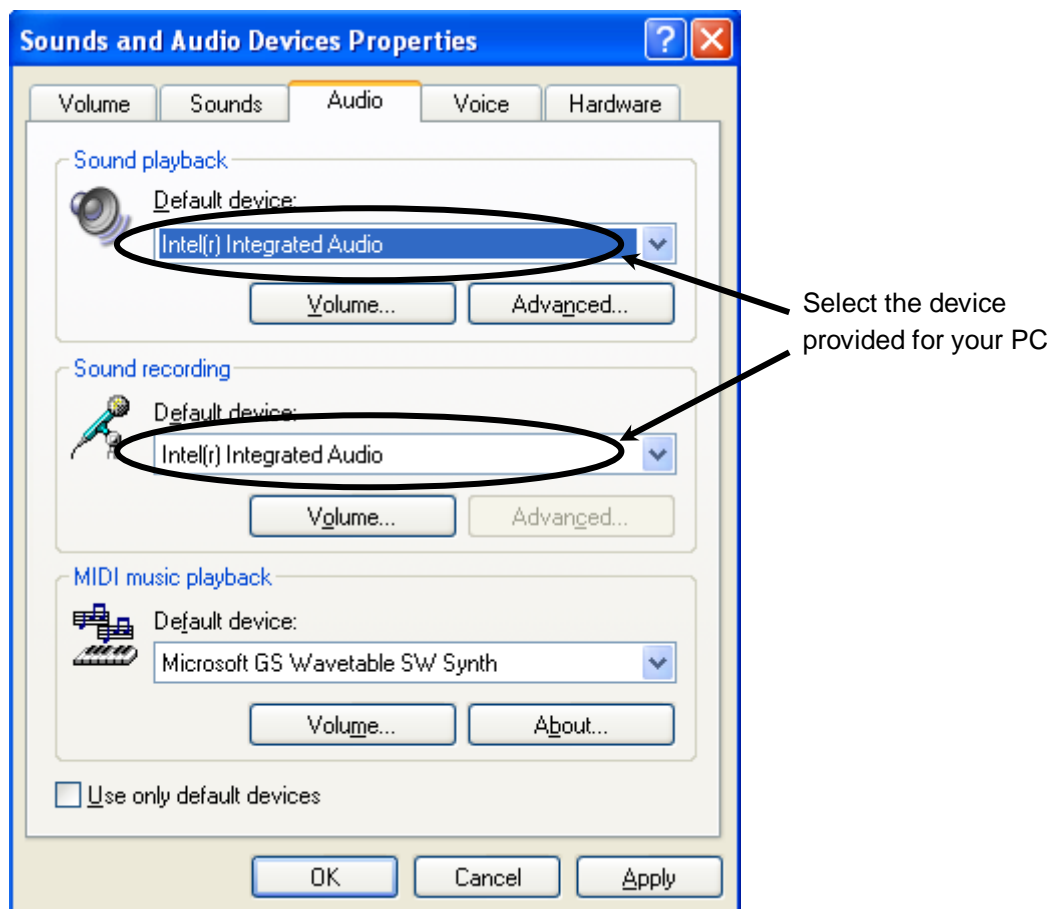 Sounds and Audio Devices Properties
Volume Sounds Audio Voice Hardware
Sound playback
Default device:
Intel(r) Integrated Audio
Volume... Advanced...
Select the device
provided for your PC
Sound recording
Default device:
Intel(r) Integrated Audio
Volume... Advanced...
MIDI music playback
Default device:
Microsoft GS Wavetable SW Synth
Volume... About...
Use only default devices
OK Cancel Apply